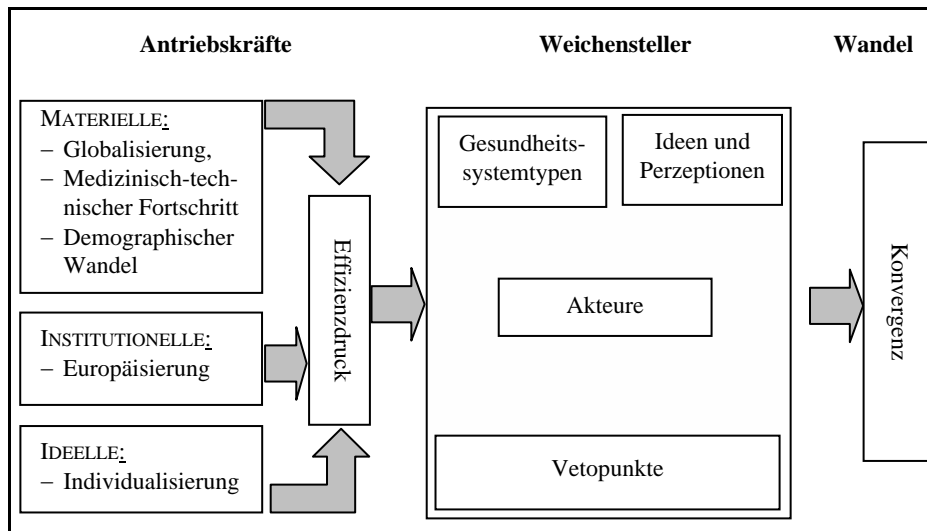 Antriebskräfte
Weichensteller
Wandel
MATERIELLE:
– Globalisierung,
– Medizinisch-tech-
nischer Fortschritt
– Demographischer
Wandel
INSTITUTIONELLE:
– Europäisierung
IDEELLE:
– Individualisierung
Effizienzdruck
Gesundheits-
systemtypen
Ideen und
Perzeptionen
Akteure
Vetopunkte
Konvergenz